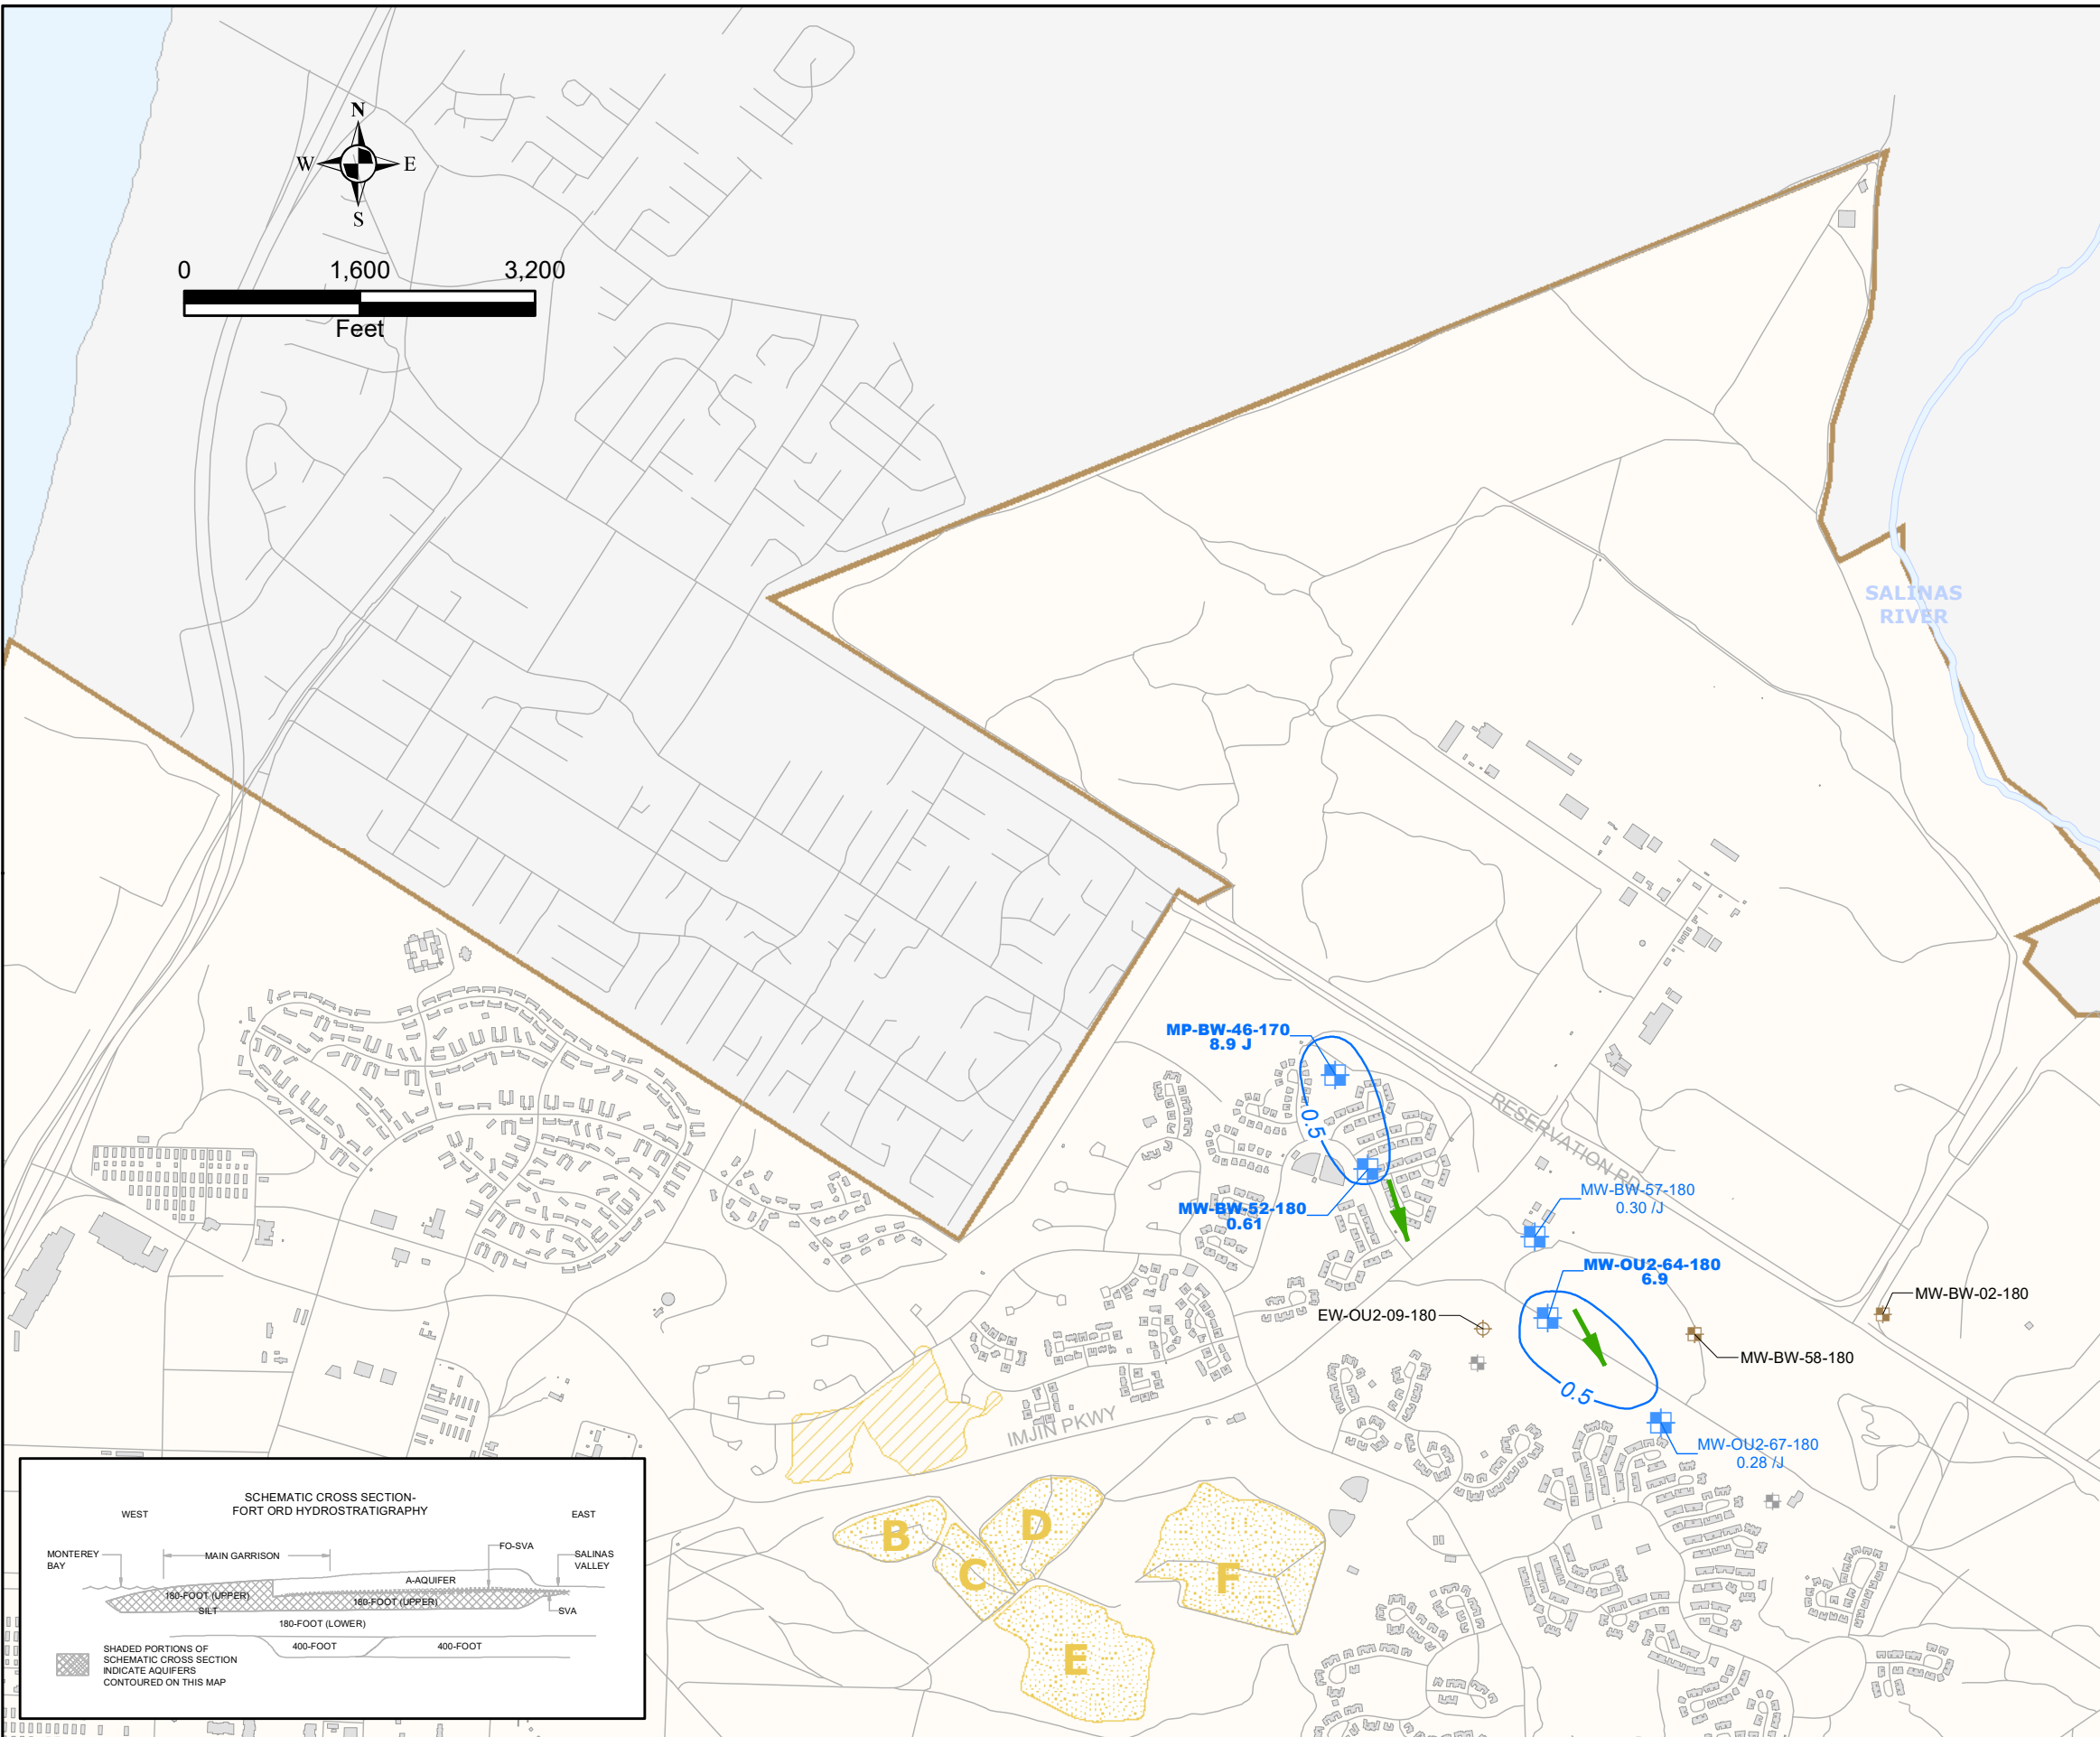 N
W
E
S
0
1,600
3,200
Feet
SALINAS
RIVER
MP-BW-46-170
8.9 J
0.5
RESERVATION RD
MW-BW-52-180
0.61
MW-BW-57-180
0.30 /J
MW-OU2-64-180
6.9
EW-OU2-09-180
MW-BW-02-180
MW-BW-58-180
0.5
IMJIN PKWY
MW-OU2-67-180
0.28 /J
B
C
D
E
F
SCHEMATIC CROSS SECTION-
FORT ORD HYDROSTRATIGRAPHY
WEST
EAST
MONTEREY
BAY
MAIN GARRISON
FO-SVA
SALINAS
VALLEY
A-AQUIFER
180-FOOT (UPPER)
180-FOOT (UPPER)
SILT
SVA
180-FOOT (LOWER)
400-FOOT
400-FOOT
SHADED PORTIONS OF
SCHEMATIC CROSS SECTION
INDICATE AQUIFERS
CONTOURED ON THIS MAP